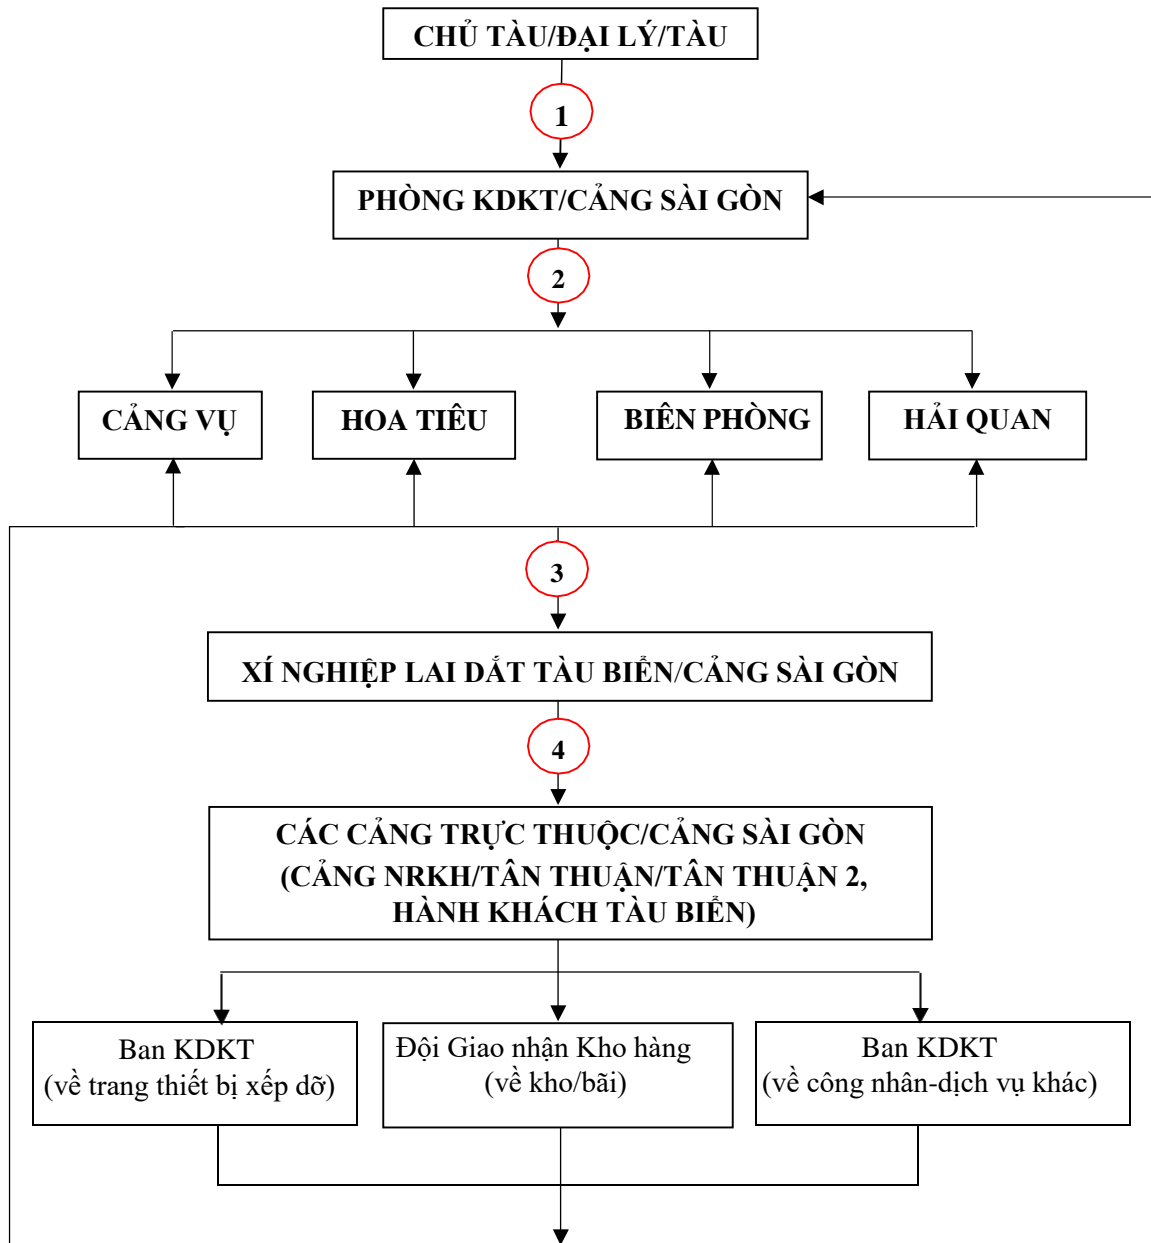 CHỦ TÀU/ĐẠI LÝ/TÀU
1
PHÒNG KDKT/CẢNG SÀI GÒN
2
CẢNG VỤ
HOA TIÊU
BIÊN PHÒNG
HẢI QUAN
3
XÍ NGHIỆP LAI DẮT TÀU BIỂN/CẢNG SÀI GÒN
4
CÁC CẢNG TRỰC THUỘC/CẢNG SÀI GÒN
(CẢNG NRKH/TÂN THUẬN/TÂN THUẬN 2,
HÀNH KHÁCH TÀU BIỂN)
Ban KDKT
(về trang thiết bị xếp dỡ)
Đội Giao nhận Kho hàng
(về kho/bãi)
Ban KDKT
(về công nhân-dịch vụ khác)